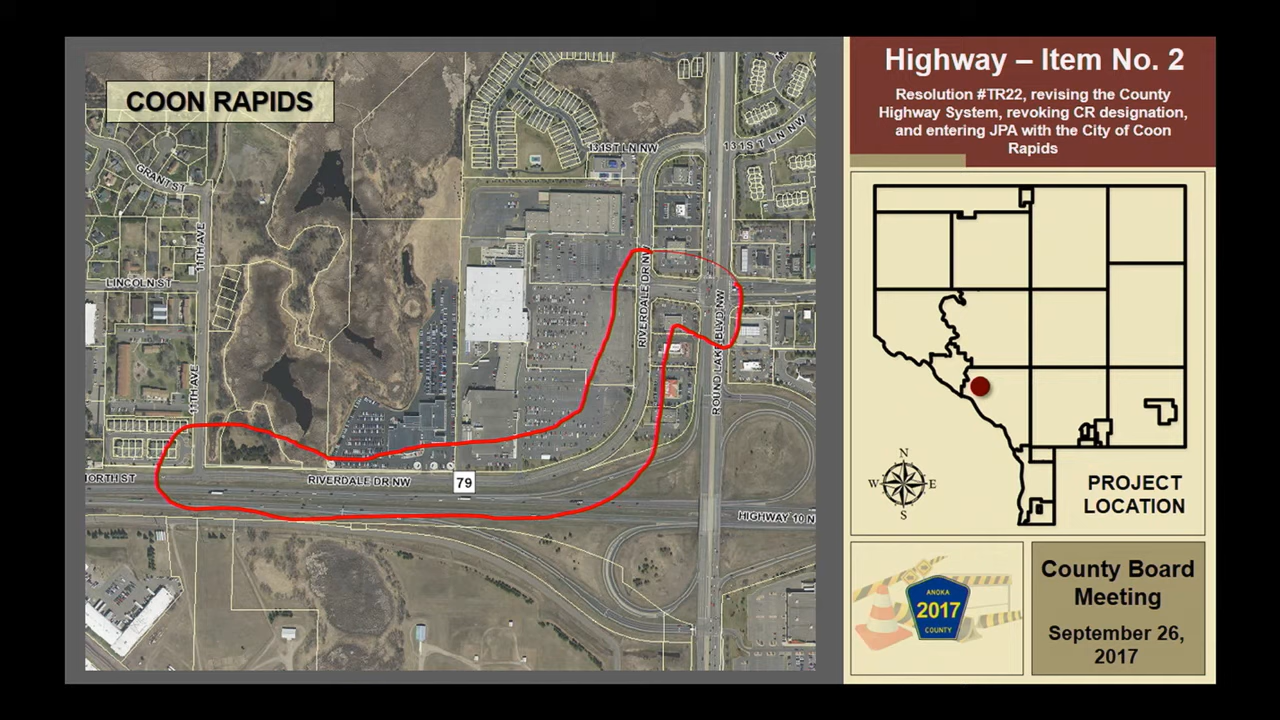 COON RAPIDS
GRANT ST
11TH AVE
LINCOLN ST
11TH AVE
131ST LN NW
131ST LN NW
RIVERDALE DR NW
ROUND LAKE BLVD NW
NORTH ST
RIVERDALE DR NW
79
HIGHWAY 10 N
Highway – Item No. 2
Resolution #TR22, revising the County
Highway System, revoking CR designation,
and entering JPA with the City of Coon
Rapids
N
W E
S
PROJECT
LOCATION
ANOKA
2017
COUNTY
County Board
Meeting
September 26,
2017